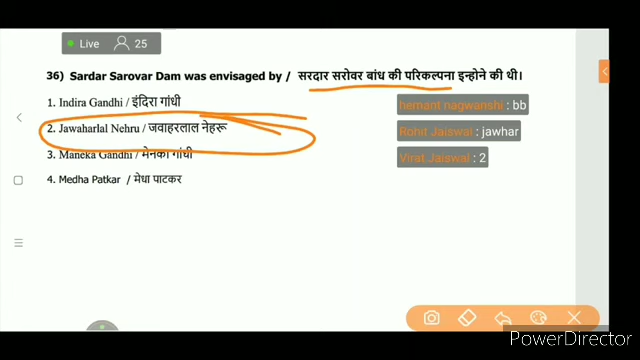 Live 25
36) Sardar Sarovar Dam was envisaged by / सरदार सरोवर बांध की परिकल्पना इन्होने की थी।
1. Indira Gandhi / इंदिरा गांधी
hemant nagwanshi : bb
2. Jawaharlal Nehru / जवाहरलाल नेहरू
Rohit Jaiswal : jawhar
3. Maneka Gandhi / मेनका गांधी
Virat Jaiswal : 2
4. Medha Patkar / मेधा पाटकर
PowerDirector